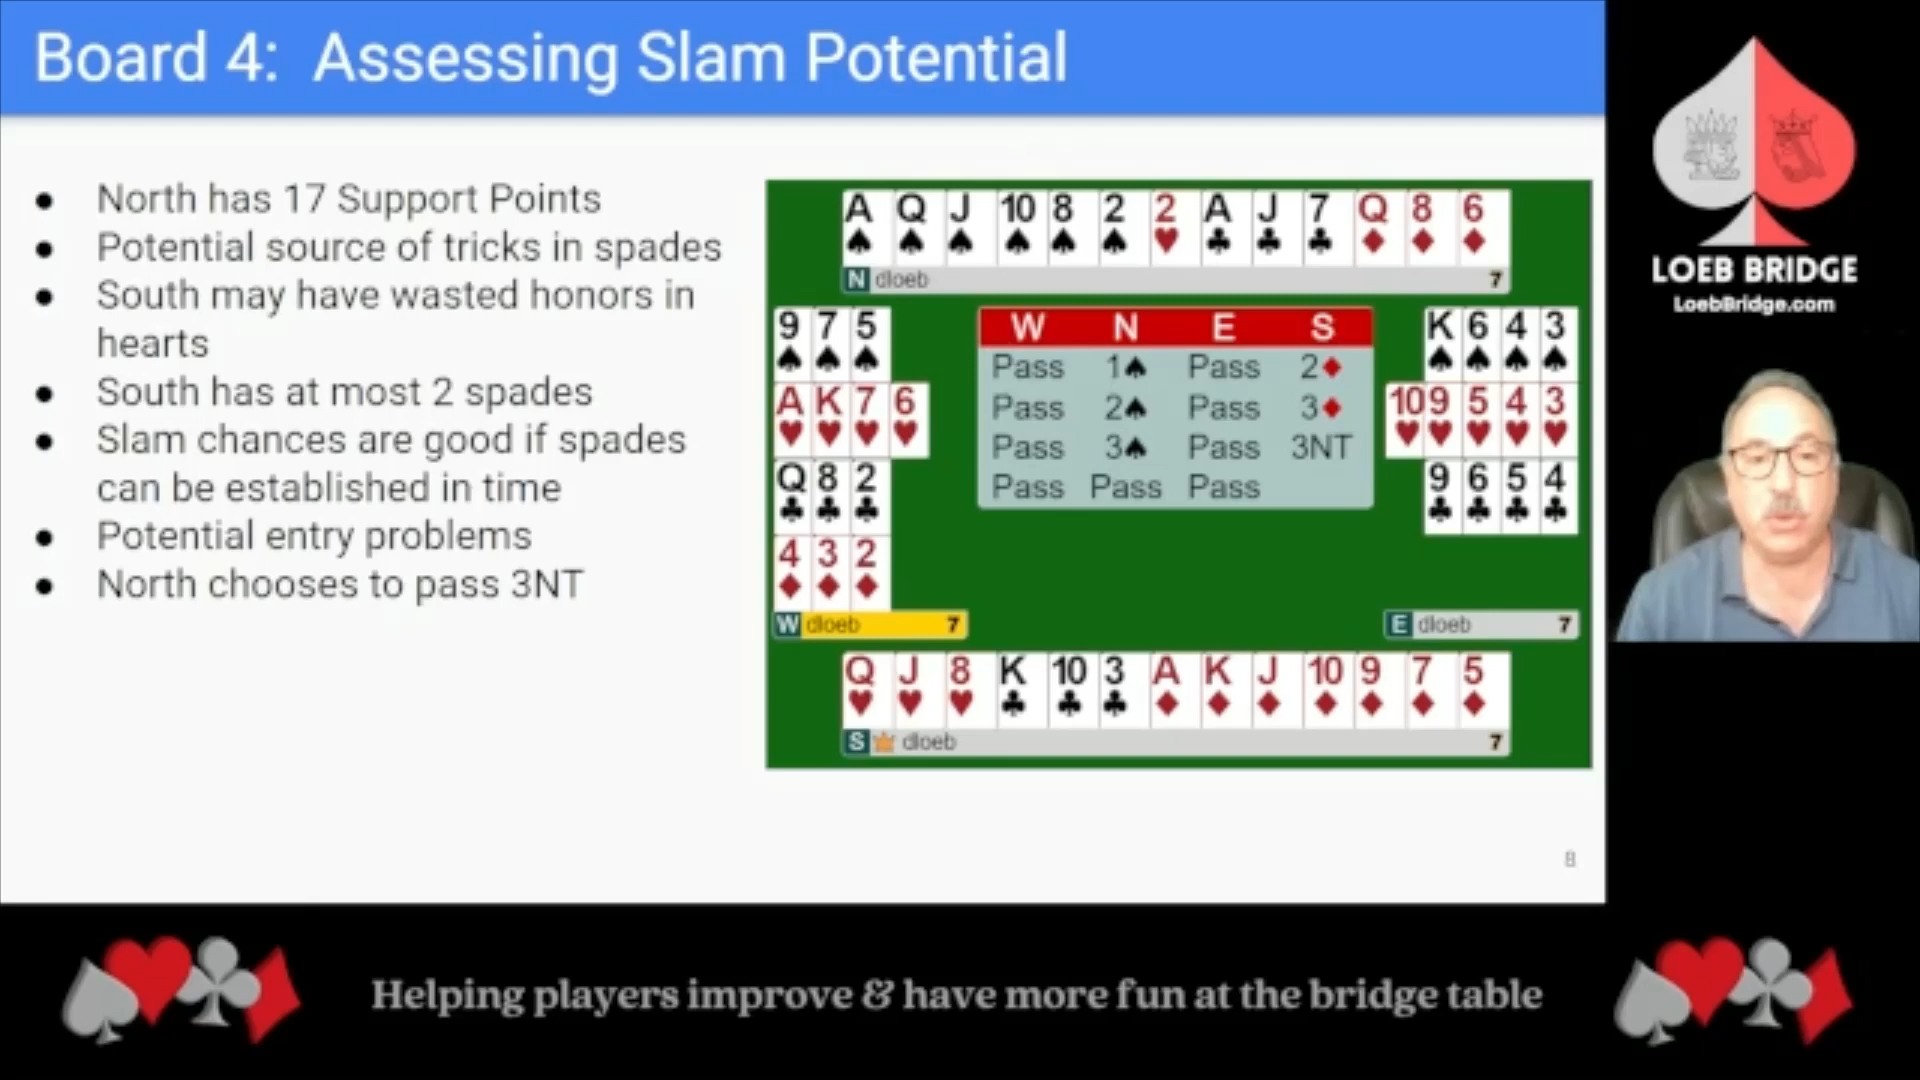 Board 4: Assessing Slam Potential
● North has 17 Support Points
● Potential source of tricks in spades
● South may have wasted honors in
hearts
● South has at most 2 spades
● Slam chances are good if spades
can be established in time
● Potential entry problems
● North chooses to pass 3NT
A♠ Q♠ J♠ 10♠ 8♠ 2♠ 2♥ A♣ J♣ 7♣ Q♦ 8♦ 6♦
N dloeb 7
9♠ 7♠ 5♠
A♥ K♥ 7♥ 6♥
Q♣ 8♣ 2♣
4♦ 3♦ 2♦
W dloeb 7
W N E S
Pass 1♠ Pass 2♦
Pass 2♠ Pass 3♦
Pass 3♠ Pass 3NT
Pass Pass Pass
K♠ 6♠ 4♠ 3♠
10♥ 9♥ 5♥ 4♥ 3♥
9♣ 6♣ 5♣ 4♣
E dloeb 7
Q♥ J♥ 8♥ K♣ 10♣ 3♣ A♦ K♦ J♦ 10♦ 9♦ 7♦ 5♦
S dloeb 7
8
LOEB BRIDGE
LoebBridge.com
Helping players improve & have more fun at the bridge table